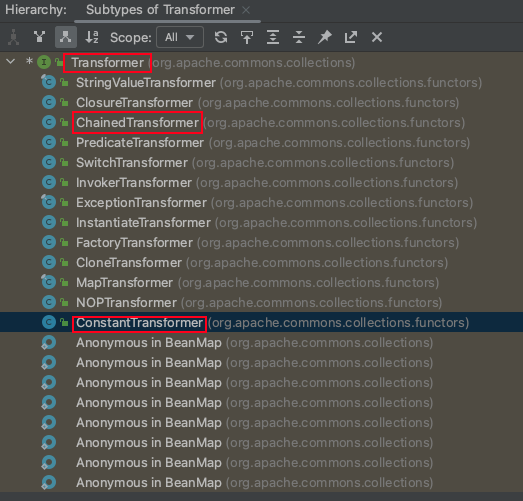 Hierarchy: Subtypes of Transformer
Scope: All
Transformer (org.apache.commons.collections)
StringValueTransformer (org.apache.commons.collections.functors)
ClosureTransformer (org.apache.commons.collections.functors)
ChainedTransformer (org.apache.commons.collections.functors)
PredicateTransformer (org.apache.commons.collections.functors)
SwitchTransformer (org.apache.commons.collections.functors)
InvokerTransformer (org.apache.commons.collections.functors)
ExceptionTransformer (org.apache.commons.collections.functors)
InstantiateTransformer (org.apache.commons.collections.functors)
FactoryTransformer (org.apache.commons.collections.functors)
CloneTransformer (org.apache.commons.collections.functors)
MapTransformer (org.apache.commons.collections.functors)
NOPTransformer (org.apache.commons.collections.functors)
ConstantTransformer (org.apache.commons.collections.functors)
Anonymous in BeanMap (org.apache.commons.collections)
Anonymous in BeanMap (org.apache.commons.collections)
Anonymous in BeanMap (org.apache.commons.collections)
Anonymous in BeanMap (org.apache.commons.collections)
Anonymous in BeanMap (org.apache.commons.collections)
Anonymous in BeanMap (org.apache.commons.collections)
Anonymous in BeanMap (org.apache.commons.collections)
Anonymous in BeanMap (org.apache.commons.collections)